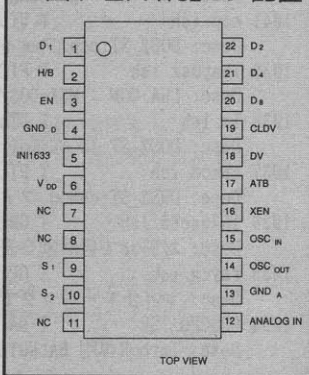 D1 1 22 D2
H/B 2 21 D4
EN 3 20 D8
GND D 4 19 CLDV
INI1633 5 18 DV
VDD 6 17 ATB
NC 7 16 XEN
NC 8 15 OSC IN
S1 9 14 OSC OUT
S2 10 13 GND A
NC 11 12 ANALOG IN
TOP VIEW